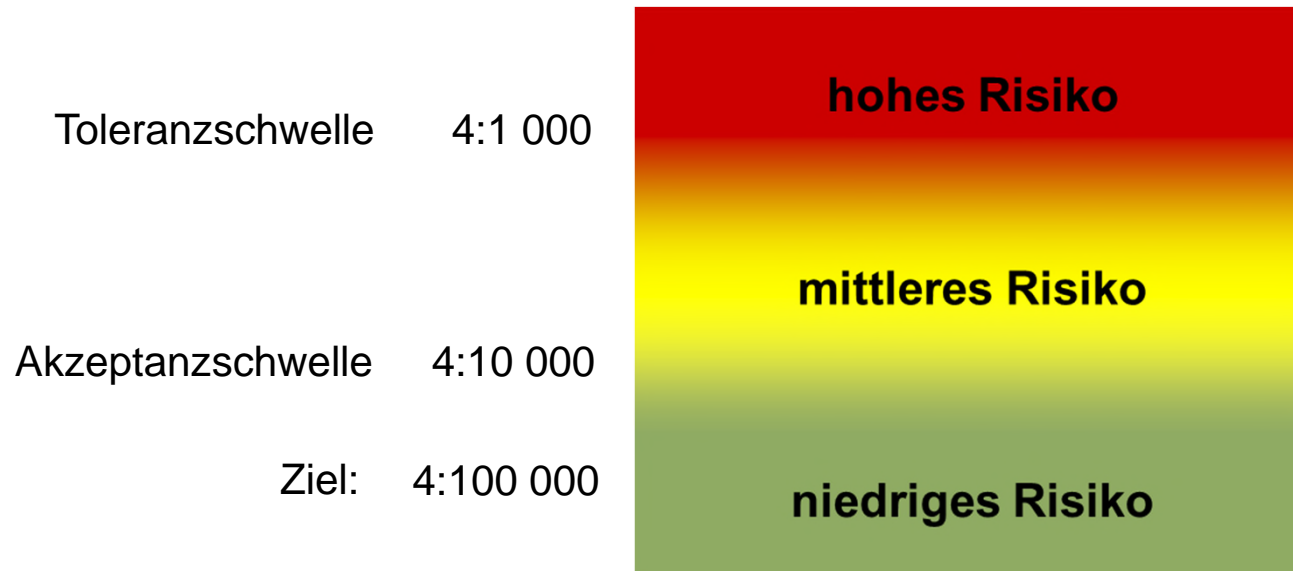 hohes Risiko
Toleranzschwelle 4:1 000
mittleres Risiko
Akzeptanzschwelle 4:10 000
Ziel: 4:100 000
niedriges Risiko